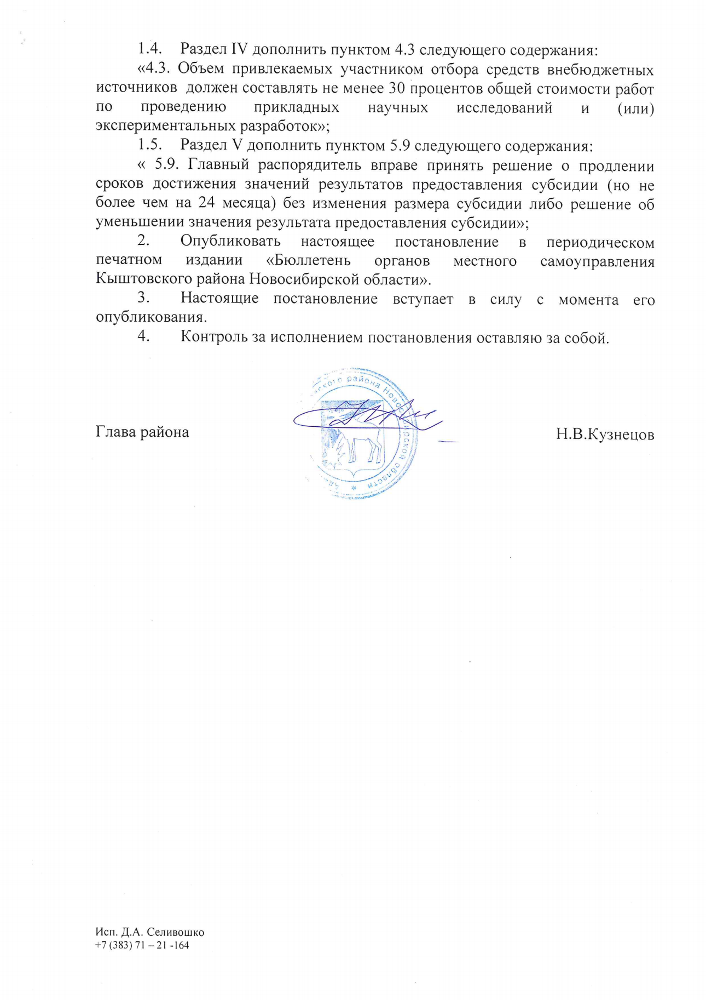 1.4. Раздел IV дополнить пунктом 4.3 следующего содержания:
«4.3. Объем привлекаемых участником отбора средств внебюджетных
источников должен составлять не менее 30 процентов общей стоимости работ
по проведению прикладных научных исследований и (или)
экспериментальных разработок»;
1.5. Раздел V дополнить пунктом 5.9 следующего содержания:
« 5.9. Главный распорядитель вправе принять решение о продлении
сроков достижения значений результатов предоставления субсидии (но не
более чем на 24 месяца) без изменения размера субсидии либо решение об
уменьшении значения результата предоставления субсидии»;
2. Опубликовать настоящее постановление в периодическом
печатном издании «Бюллетень органов местного самоуправления
Кыштовского района Новосибирской области».
3. Настоящие постановление вступает в силу с момента его
опубликования.
4. Контроль за исполнением постановления оставляю за собой.
района Новосибирской области *
Глава района Н.В.Кузнецов
Исп. Д.А. Селивошко
+7 (383) 71 – 21 -164